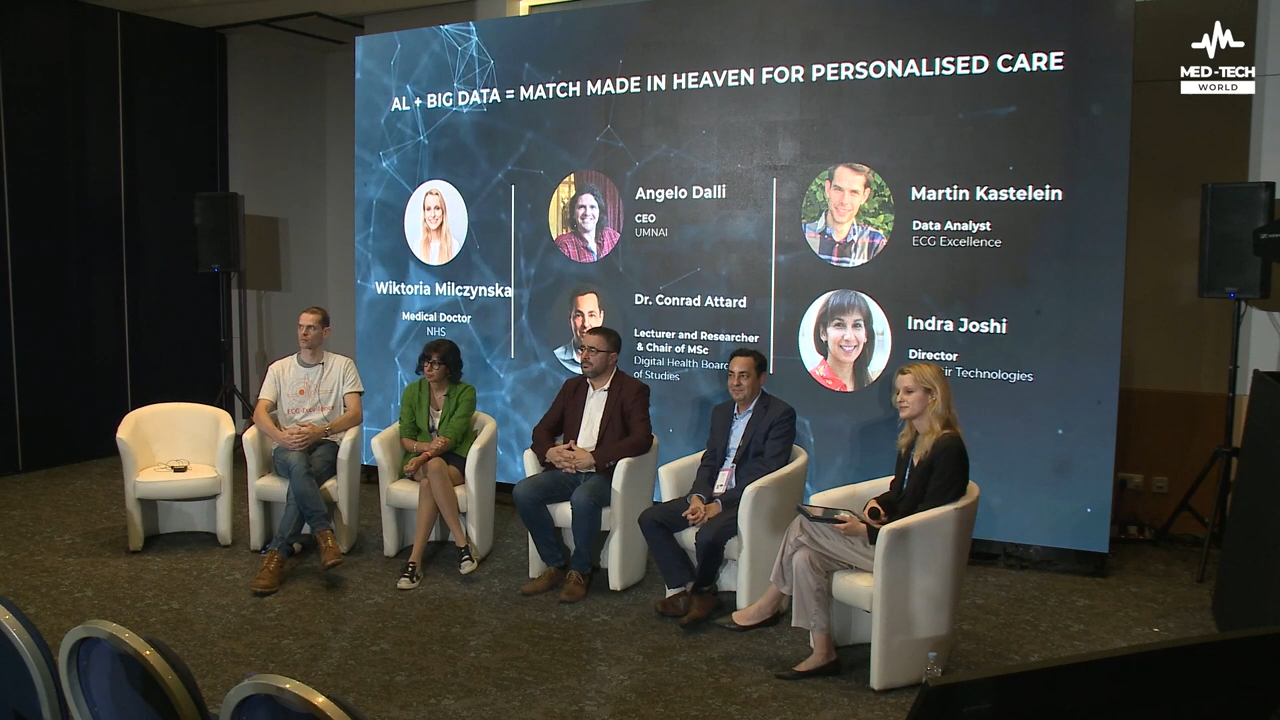 AL + BIG DATA = MATCH MADE IN HEAVEN FOR PERSONALISED CARE
MED-TECH
WORLD
Wiktoria Milczynska
Medical Doctor
NHS
Angelo Dalli
CEO
UMNAI
Dr. Conrad Attard
Lecturer and Researcher
& Chair of MSc
Digital Health Board
of Studies
Martin Kastelein
Data Analyst
ECG Excellence
Indra Joshi
Director
Technologies
ECG Excellence